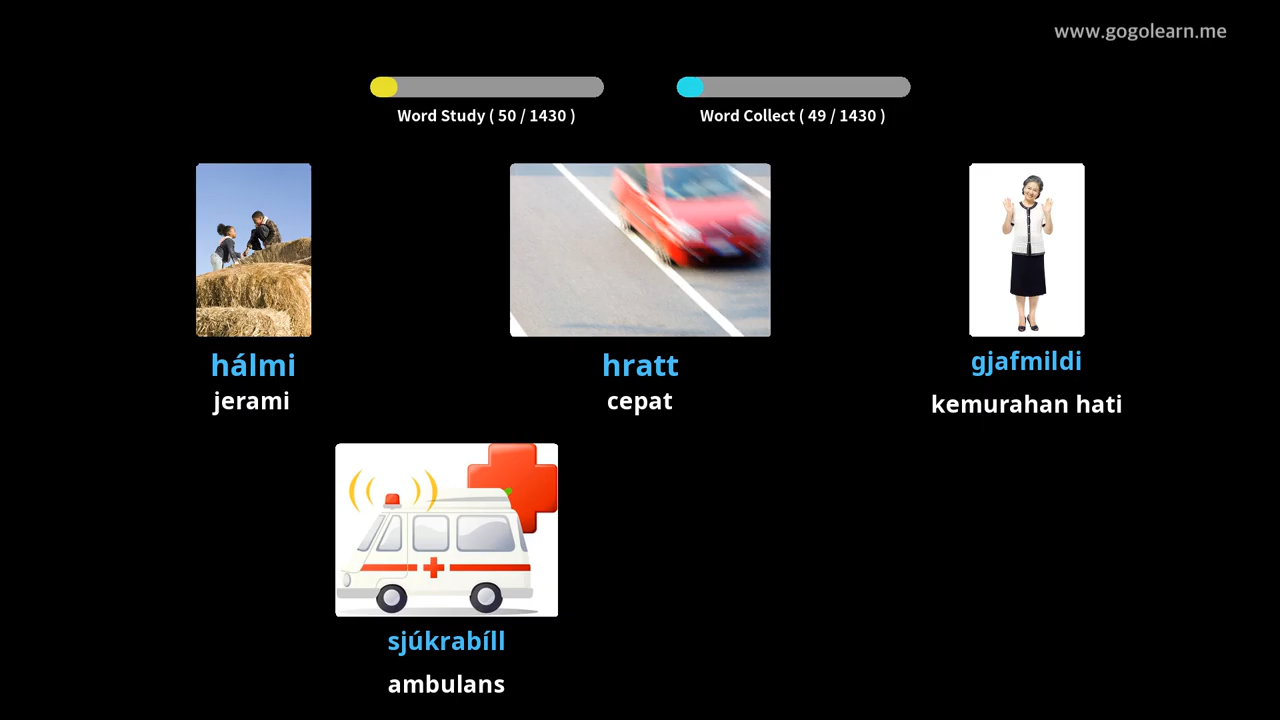 www.gogolearn.me
Word Study ( 50 / 1430 )
Word Collect ( 49 / 1430 )
hálmi
jerami
hratt
cepat
gjafmildi
kemurahan hati
sjúkrabíll
ambulans